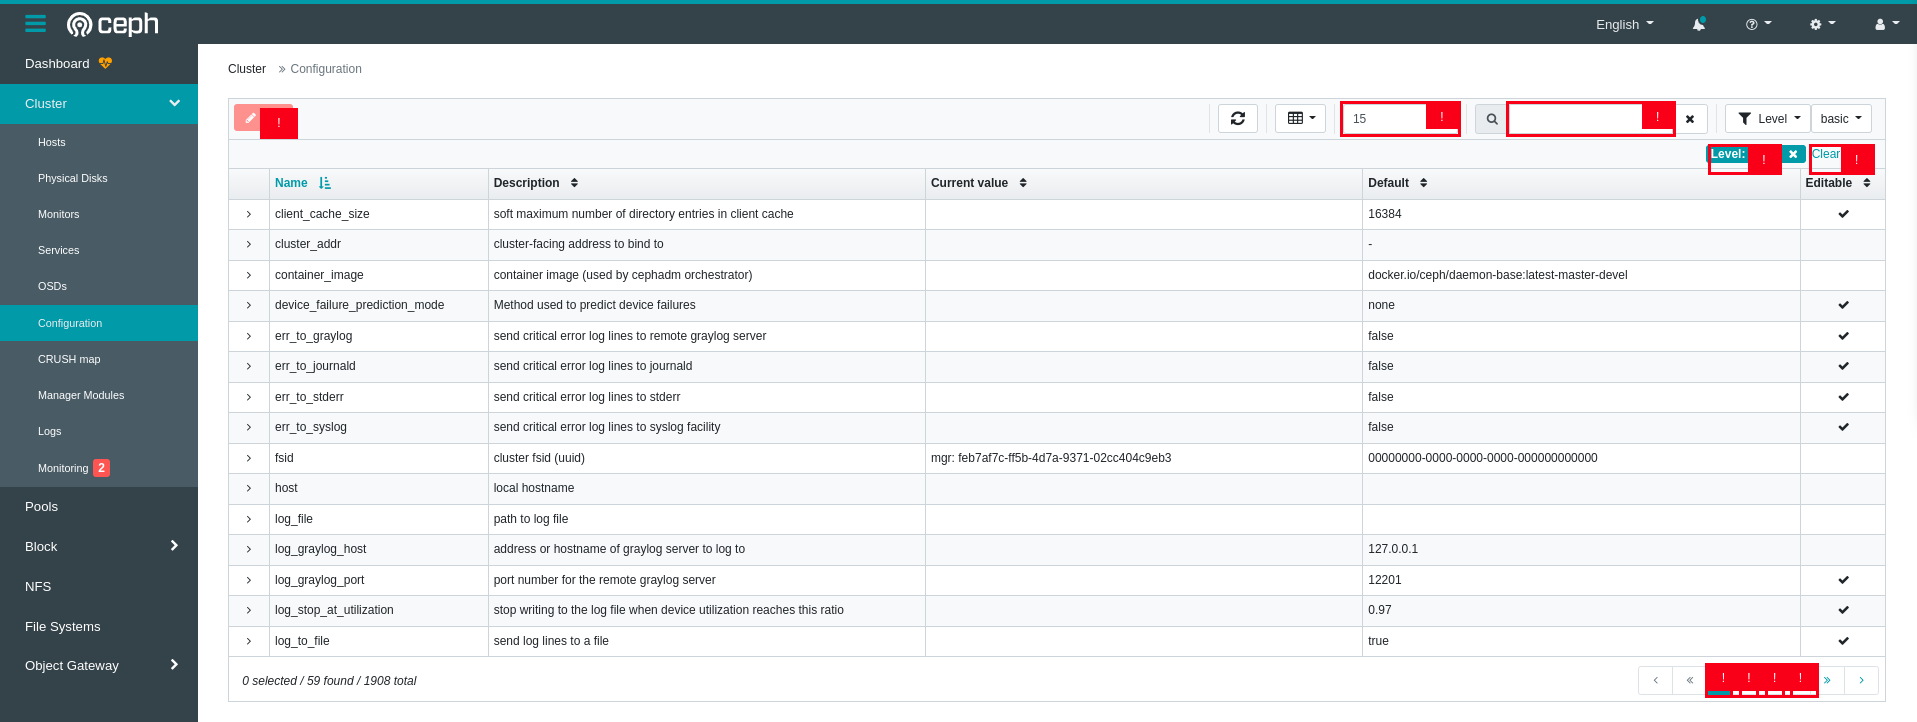 ceph
English
Dashboard
Cluster
Hosts
Physical Disks
Monitors
Services
OSDs
Configuration
CRUSH map
Manager Modules
Logs
Monitoring 2
Pools
Block
NFS
File Systems
Object Gateway
Cluster » Configuration
!
15 !
!
Level
basic
Level: !
Clear !
Name Description Current value Default Editable
client_cache_size soft maximum number of directory entries in client cache 16384
cluster_addr cluster-facing address to bind to -
container_image container image (used by cephadm orchestrator) docker.io/ceph/daemon-base:latest-master-devel
device_failure_prediction_mode Method used to predict device failures none
err_to_graylog send critical error log lines to remote graylog server false
err_to_journald send critical error log lines to journald false
err_to_stderr send critical error log lines to stderr false
err_to_syslog send critical error log lines to syslog facility false
fsid cluster fsid (uuid) mgr: feb7af7c-ff5b-4d7a-9371-02cc404c9eb3 00000000-0000-0000-0000-000000000000
host local hostname
log_file path to log file
log_graylog_host address or hostname of graylog server to log to 127.0.0.1
log_graylog_port port number for the remote graylog server 12201
log_stop_at_utilization stop writing to the log file when device utilization reaches this ratio 0.97
log_to_file send log lines to a file true
0 selected / 59 found / 1908 total
‹ « ! ! ! ! » ›